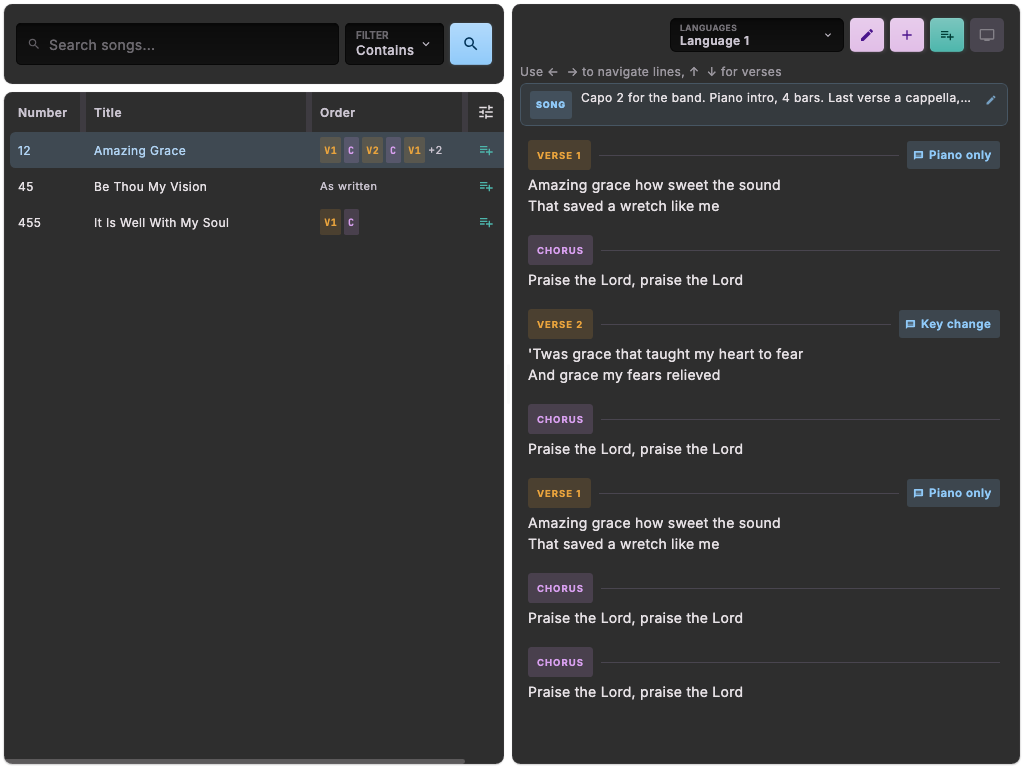 Search songs...
FILTER
Contains
Number Title Order
12 Amazing Grace V1 C V2 C V1 +2
45 Be Thou My Vision As written
455 It Is Well With My Soul V1 C
LANGUAGES
Language 1
Use ← → to navigate lines, ↑ ↓ for verses
SONG Capo 2 for the band. Piano intro, 4 bars. Last verse a cappella,...
VERSE 1 Piano only
Amazing grace how sweet the sound
That saved a wretch like me
CHORUS
Praise the Lord, praise the Lord
VERSE 2 Key change
'Twas grace that taught my heart to fear
And grace my fears relieved
CHORUS
Praise the Lord, praise the Lord
VERSE 1 Piano only
Amazing grace how sweet the sound
That saved a wretch like me
CHORUS
Praise the Lord, praise the Lord
CHORUS
Praise the Lord, praise the Lord